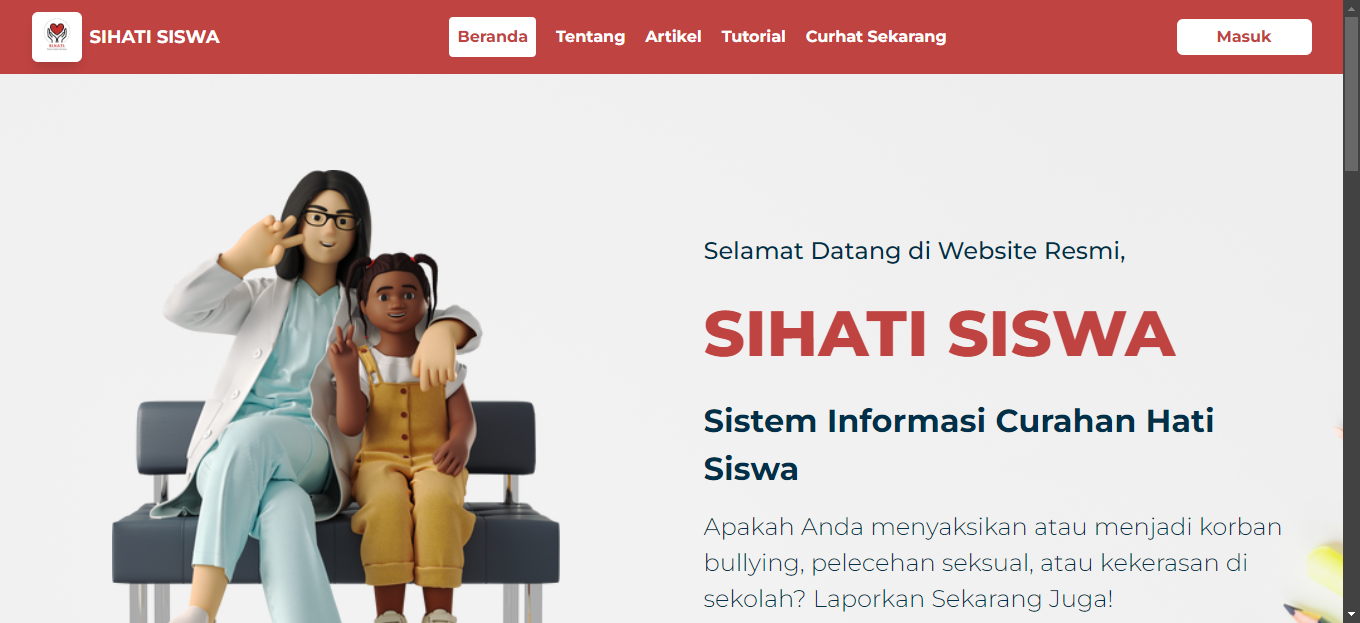 SIHATI
SIHATI SISWA
Beranda
Tentang
Artikel
Tutorial
Curhat Sekarang
Masuk
Selamat Datang di Website Resmi,
SIHATI SISWA
Sistem Informasi Curahan Hati
Siswa
Apakah Anda menyaksikan atau menjadi korban
bullying, pelecehan seksual, atau kekerasan di
sekolah? Laporkan Sekarang Juga!